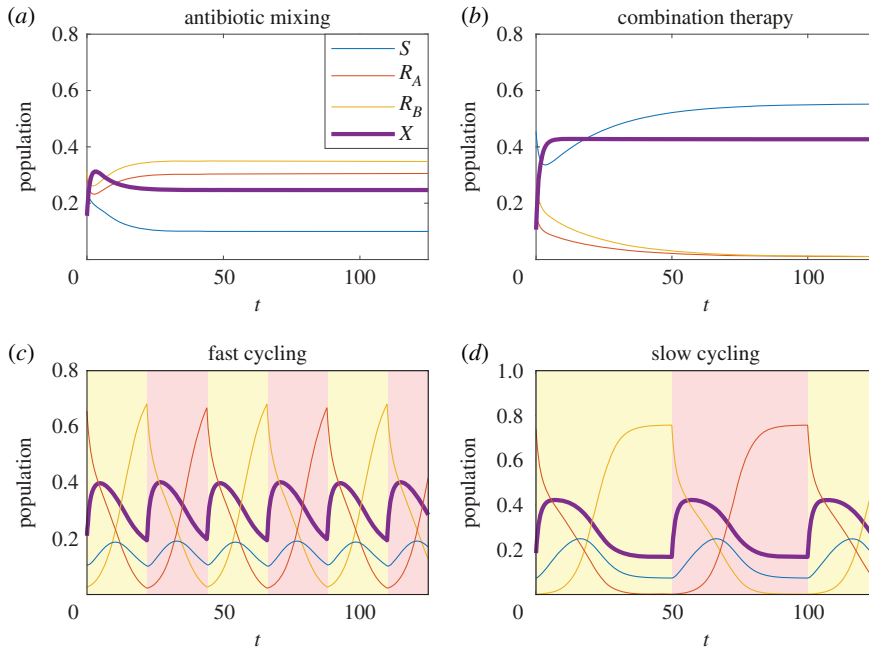 (a) antibiotic mixing
0.8
0.6
0.4
0.2
0
50
100
population
t
S
R_A
R_B
X
(b) combination therapy
0.8
0.6
0.4
0.2
0
50
100
population
t
(c) fast cycling
0.8
0.6
0.4
0.2
0
50
100
population
t
(d) slow cycling
1.0
0.8
0.6
0.4
0.2
0
50
100
population
t